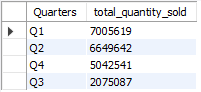 Quarters total_quantity_sold
Q1 7005619
Q2 6649642
Q4 5042541
Q3 2075087